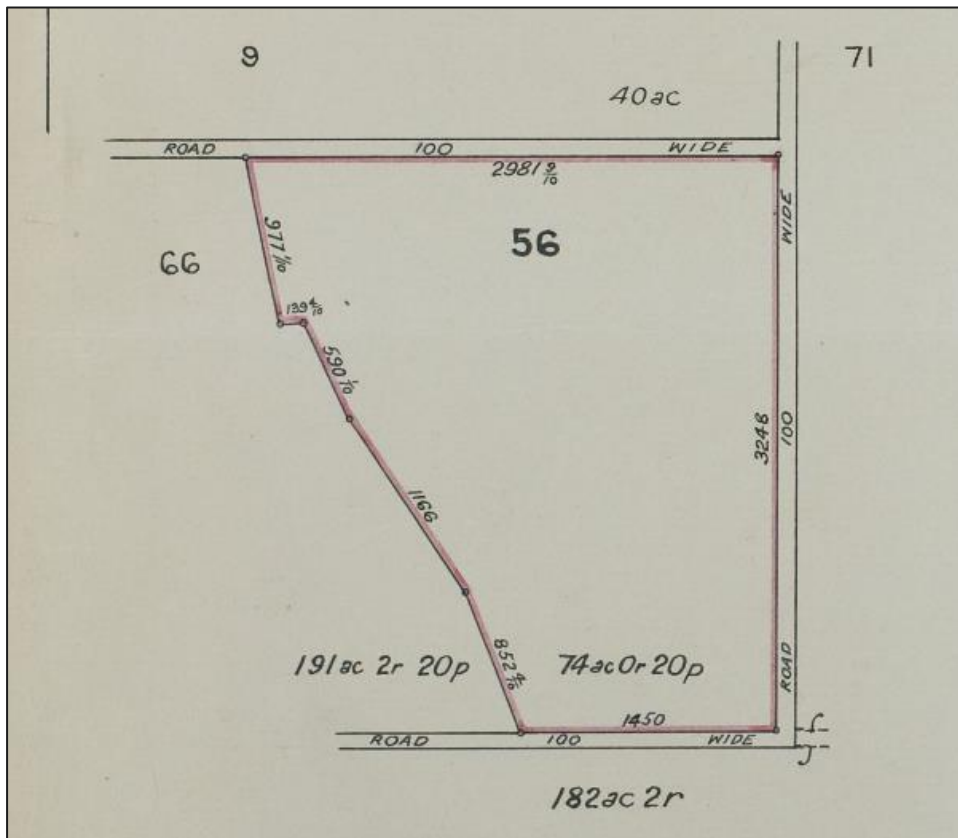 9
71
40ac
ROAD 100 WIDE
2981 9/10
WIDE
977 1/10
56
66
139 4/10
590 1/10
3248
100
1166
191ac 2r 20p
852 4/10
74ac 0r 20p
ROAD
1450
ROAD 100 WIDE
182ac 2r